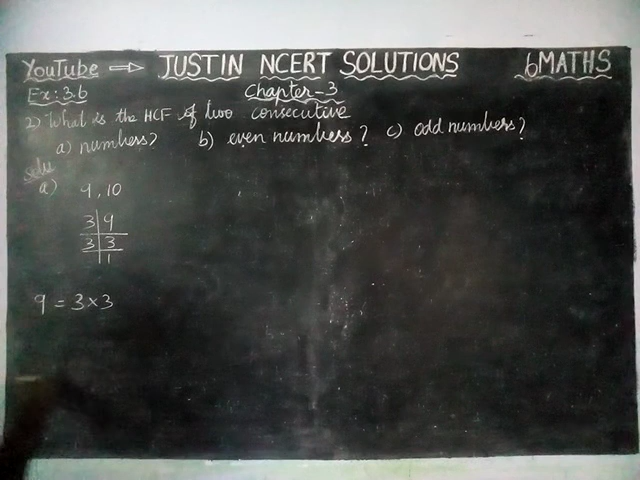 YouTube ⇒ JUSTIN NCERT SOLUTIONS 6MATHS
Ex: 3.6 Chapter-3
2) What is the HCF of two consecutive
a) numbers? b) even numbers? c) odd numbers?
Solu
a) 9, 10
3 | 9
3 | 3
1
9 = 3×3